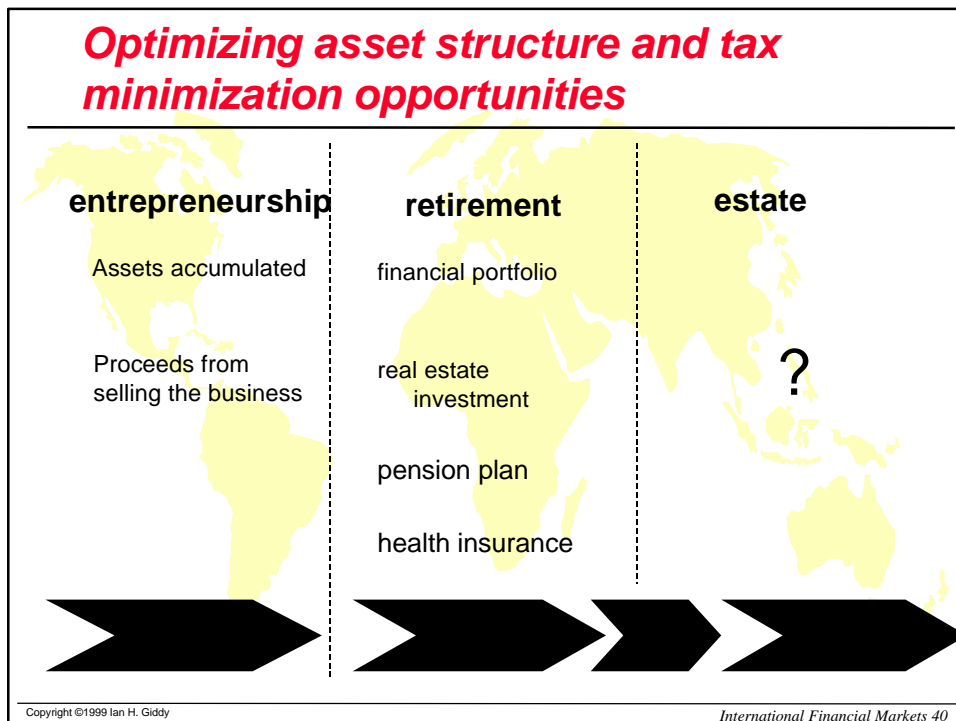 Optimizing asset structure and tax
minimization opportunities
entrepreneurship
Assets accumulated
Proceeds from
selling the business
retirement
financial portfolio
real estate
investment
pension plan
health insurance
estate
?
Copyright ©1999 Ian H. Giddy
International Financial Markets 40